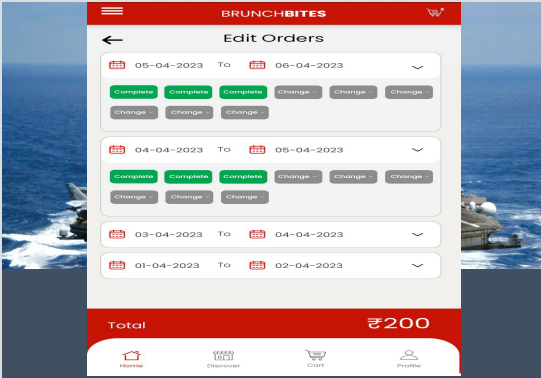 BRUNCHBITES
Edit Orders
05-04-2023 To 06-04-2023
Complete Complete Complete Change Change Change
Change Change Change
04-04-2023 To 05-04-2023
Complete Complete Complete Change Change Change
Change Change Change
03-04-2023 To 04-04-2023
01-04-2023 To 02-04-2023
Total ₹200
Home Discover Cart Profile